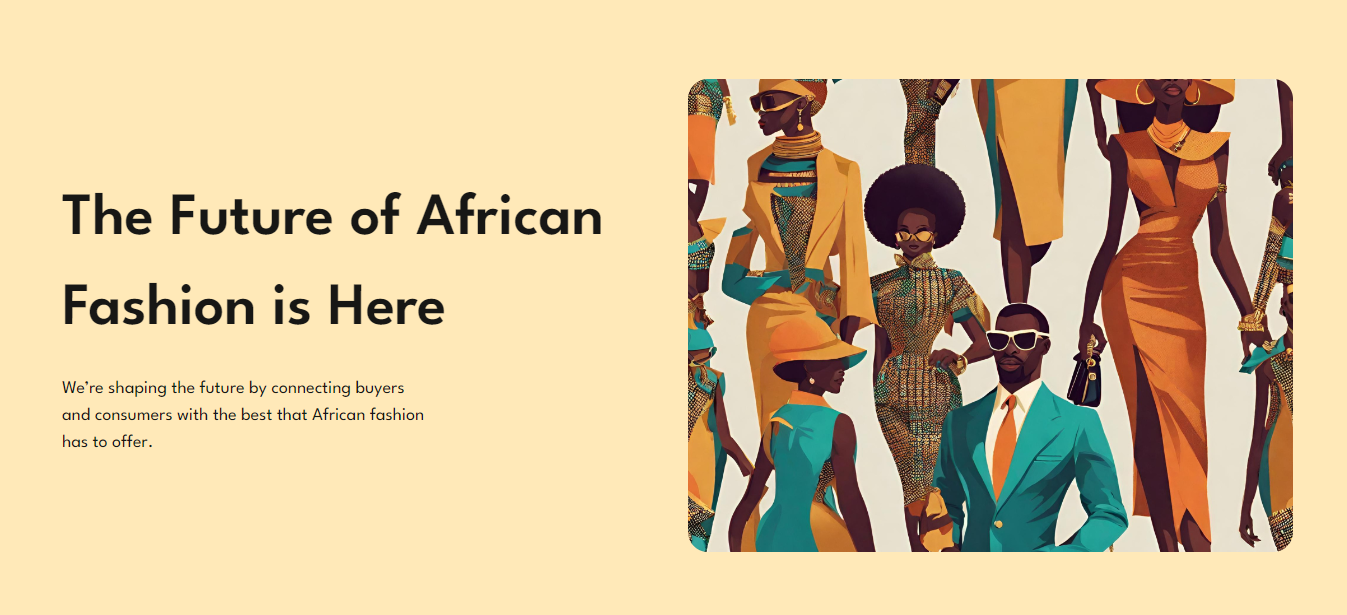 The Future of African
Fashion is Here
We’re shaping the future by connecting buyers
and consumers with the best that African fashion
has to offer.